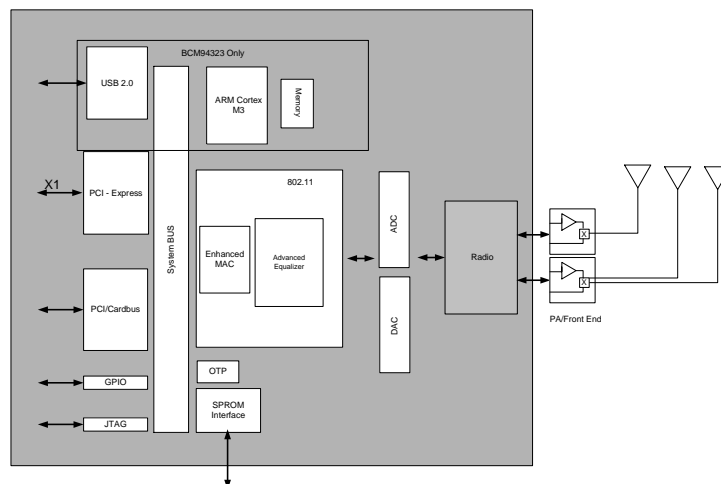 BCM94323 Only
USB 2.0
ARM Cortex
M3
Memory
X1
PCI - Express
System BUS
802.11
Enhanced
MAC
Advanced
Equalizer
ADC
DAC
Radio
X
X
PA/Front End
PCI/Cardbus
OTP
GPIO
SPROM
Interface
JTAG